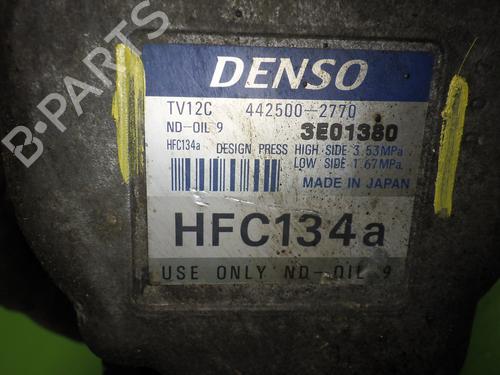 DENSO
TV12C 442500-2770
ND-OIL 9 3E01380
HFC134a DESIGN PRESS HIGH SIDE 3.53MPa
LOW SIDE 1.67MPa
MADE IN JAPAN
HFC134a
USE ONLY ND-OIL 9
B-PARTS